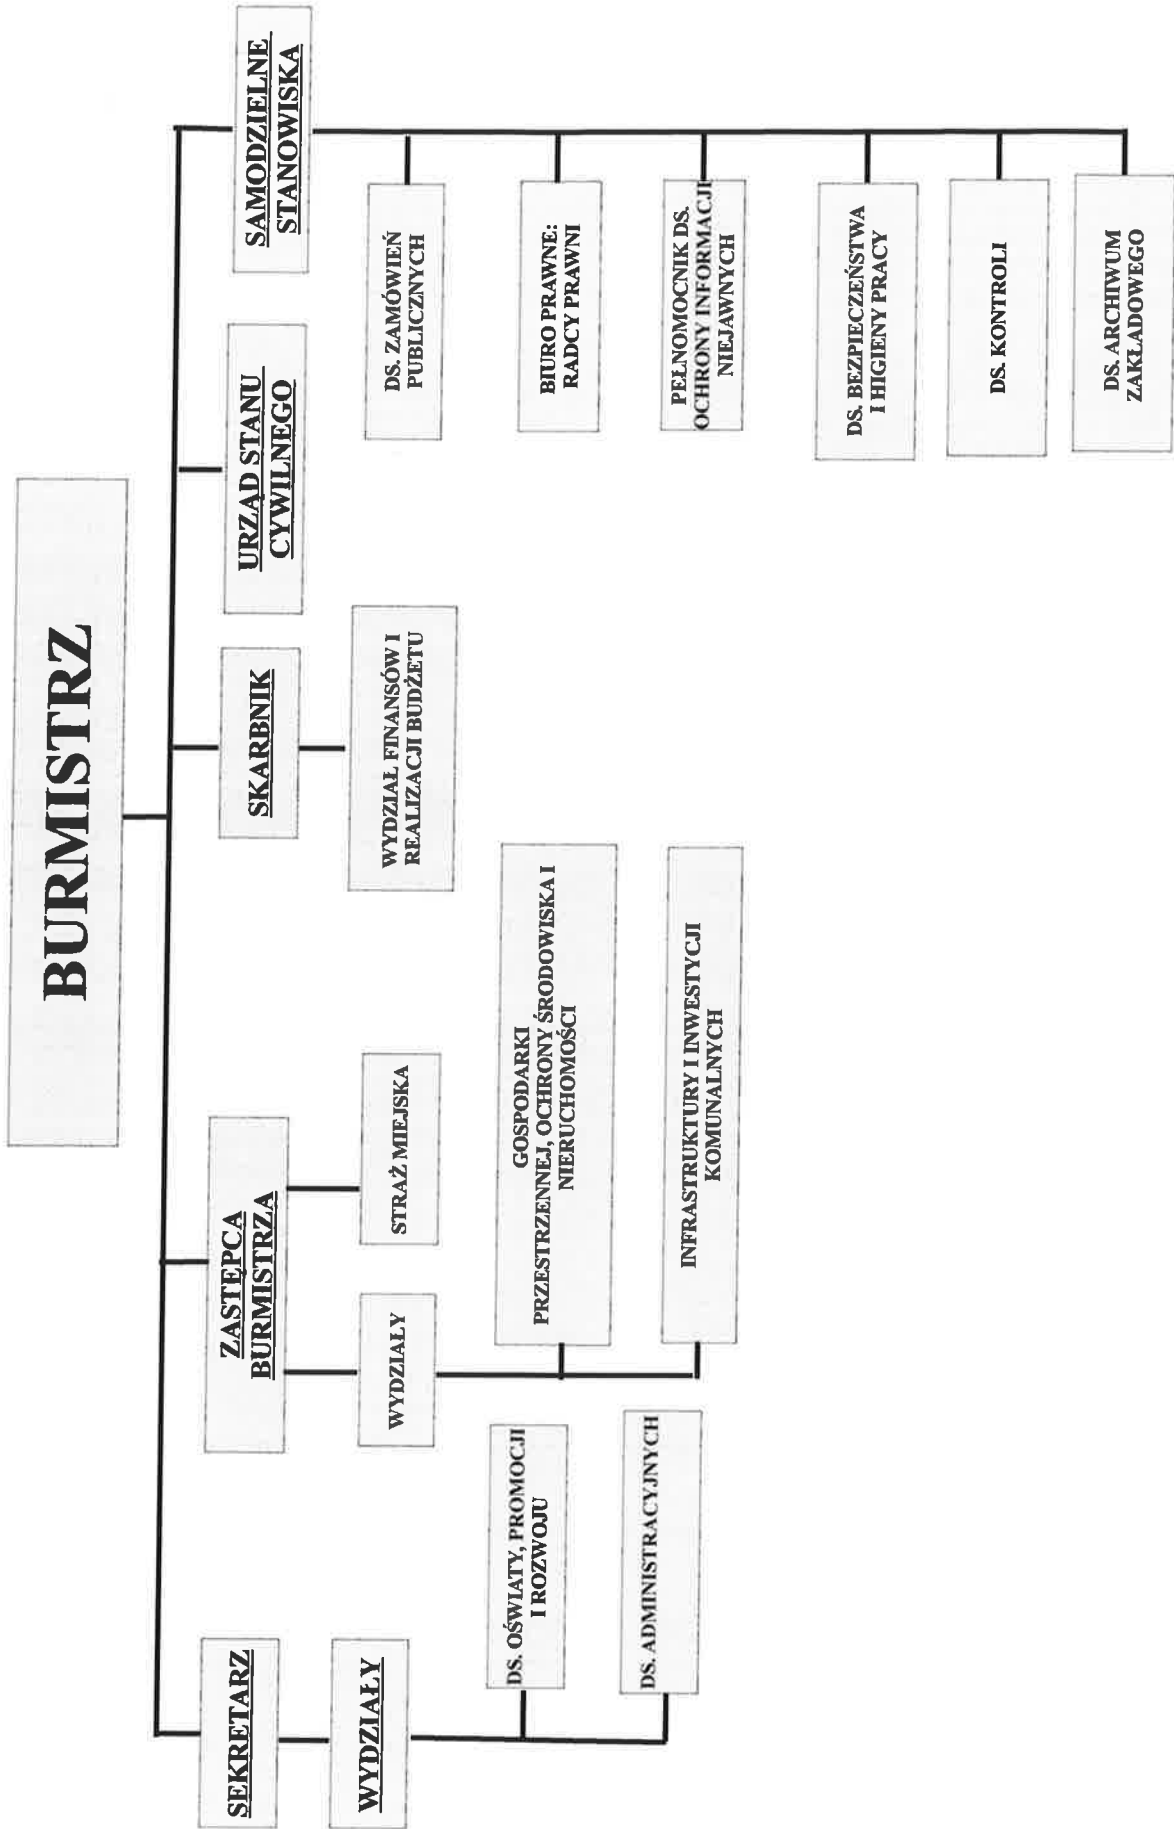 BURMISTRZ
SEKRETARZ
WYDZIAŁY
DS. OŚWIATY, PROMOCJI
I ROZWOJU
DS. ADMINISTRACYJNYCH
ZASTĘPCA
BURMISTRZA
WYDZIAŁY
STRAŻ MIEJSKA
GOSPODARKI
PRZESTRZENNEJ, OCHRONY ŚRODOWISKA I
NIERUCHOMOŚCI
INFRASTRUKTURY I INWESTYCJI
KOMUNALNYCH
SKARBNIK
WYDZIAŁ FINANSÓW I
REALIZACJI BUDŻETU
URZĄD STANU
CYWILNEGO
SAMODZIELNE
STANOWISKA
DS. ZAMÓWIEŃ
PUBLICZNYCH
BIURO PRAWNE:
RADCY PRAWNI
PEŁNOMOCNIK DS.
OCHRONY INFORMACJI
NIEJAWNYCH
DS. BEZPIECZEŃSTWA
I HIGIENY PRACY
DS. KONTROLI
DS. ARCHIWUM
ZAKŁADOWEGO